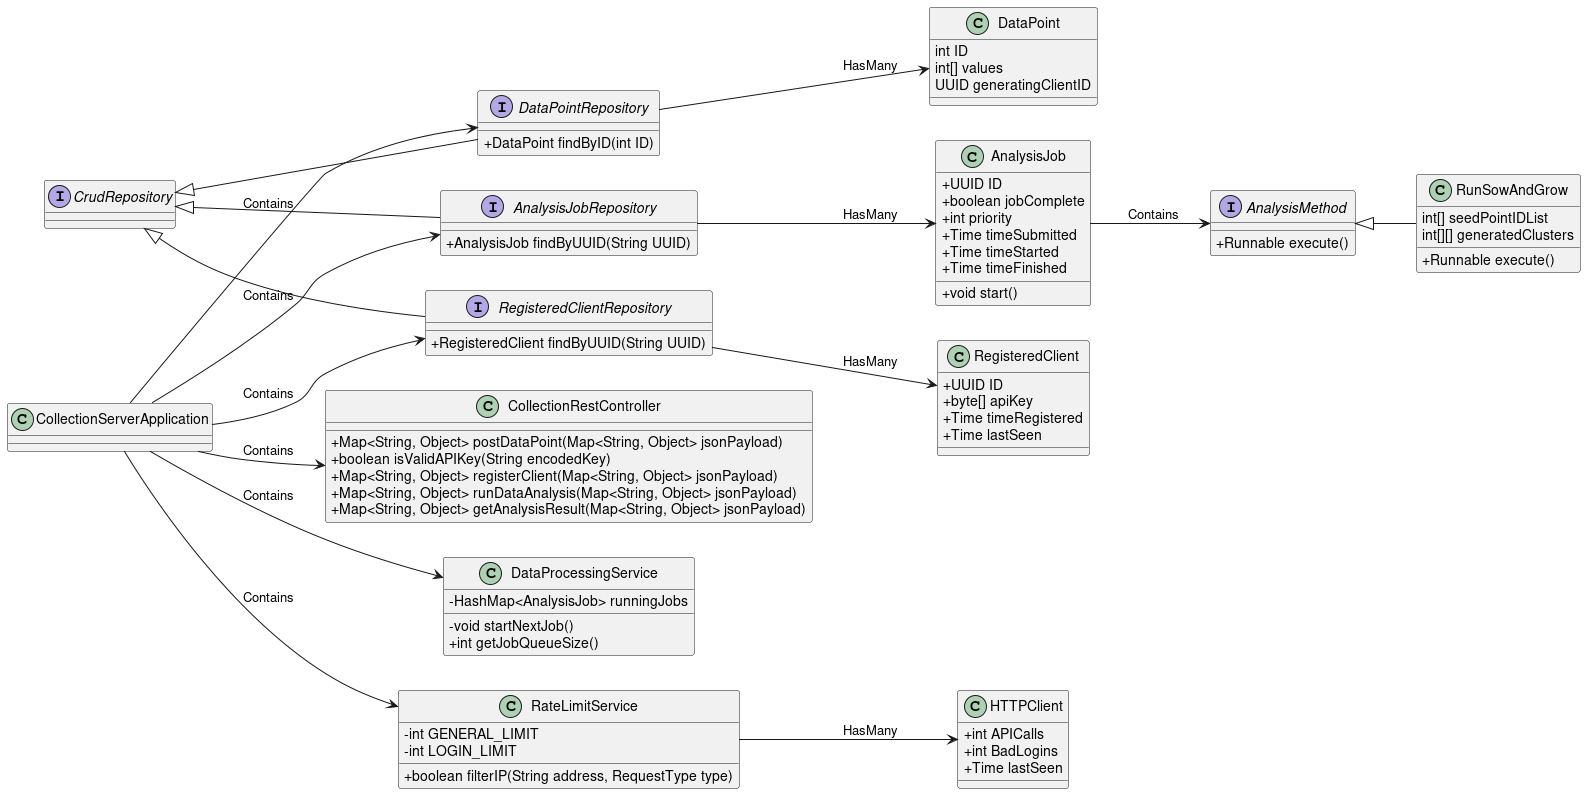 C DataPoint
int ID
int[] values
UUID generatingClientID
HasMany
I DataPointRepository
+DataPoint findByID(int ID)
I CrudRepository
Contains
I AnalysisJobRepository
+AnalysisJob findByUUID(String UUID)
HasMany
C AnalysisJob
+UUID ID
+boolean jobComplete
+int priority
+Time timeSubmitted
+Time timeStarted
+Time timeFinished
+void start()
Contains
I AnalysisMethod
+Runnable execute()
C RunSowAndGrow
int[] seedPointIDList
int[][] generatedClusters
+Runnable execute()
Contains
I RegisteredClientRepository
+RegisteredClient findByUUID(String UUID)
HasMany
C RegisteredClient
+UUID ID
+byte[] apiKey
+Time timeRegistered
+Time lastSeen
Contains
C CollectionServerApplication
Contains
C CollectionRestController
+Map<String, Object> postDataPoint(Map<String, Object> jsonPayload)
+boolean isValidAPIKey(String encodedKey)
+Map<String, Object> registerClient(Map<String, Object> jsonPayload)
+Map<String, Object> runDataAnalysis(Map<String, Object> jsonPayload)
+Map<String, Object> getAnalysisResult(Map<String, Object> jsonPayload)
Contains
C DataProcessingService
-HashMap<AnalysisJob> runningJobs
-void startNextJob()
+int getJobQueueSize()
Contains
C RateLimitService
-int GENERAL_LIMIT
-int LOGIN_LIMIT
+boolean filterIP(String address, RequestType type)
HasMany
C HTTPClient
+int APICalls
+int BadLogins
+Time lastSeen